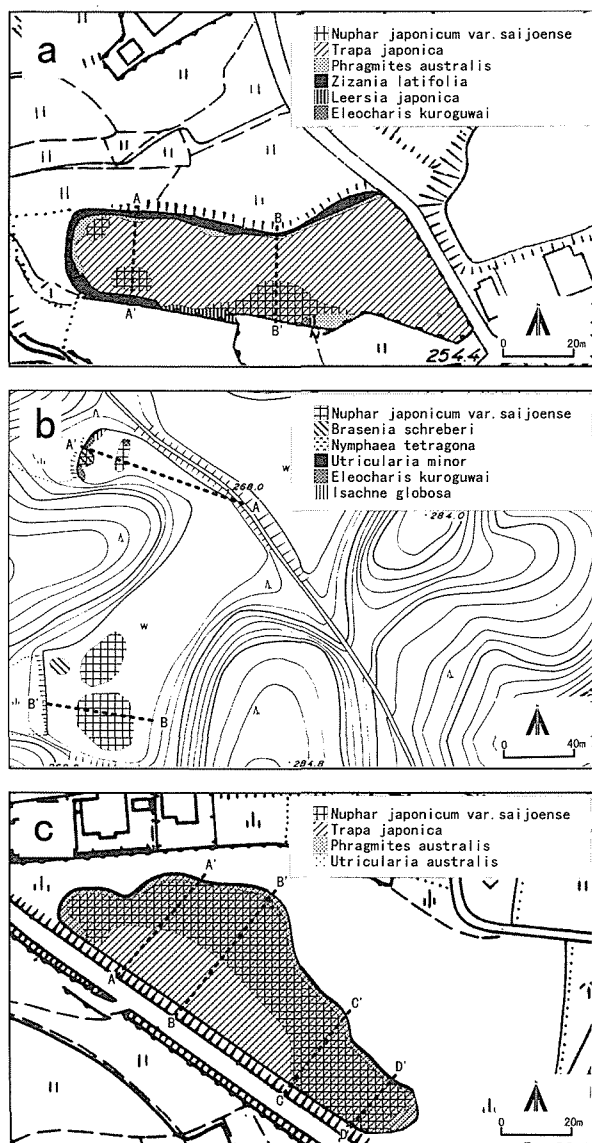 a
Nuphar japonicum var. saijoense
Trapa japonica
Phragmites australis
Zizania latifolia
Leersia japonica
Eleocharis kuroguwai
A
B
A'
B'
254.4
N
0 20m
b
Nuphar japonicum var. saijoense
Brasenia schreberi
Nymphaea tetragona
Utricularia minor
Eleocharis kuroguwai
Isachne globosa
A'
268.0
A
284.0
w
w
B'
B
284.8
N
0 40m
c
Nuphar japonicum var. saijoense
Trapa japonica
Phragmites australis
Utricularia australis
A'
B'
A
B
C'
D'
C
D
N
0 20m